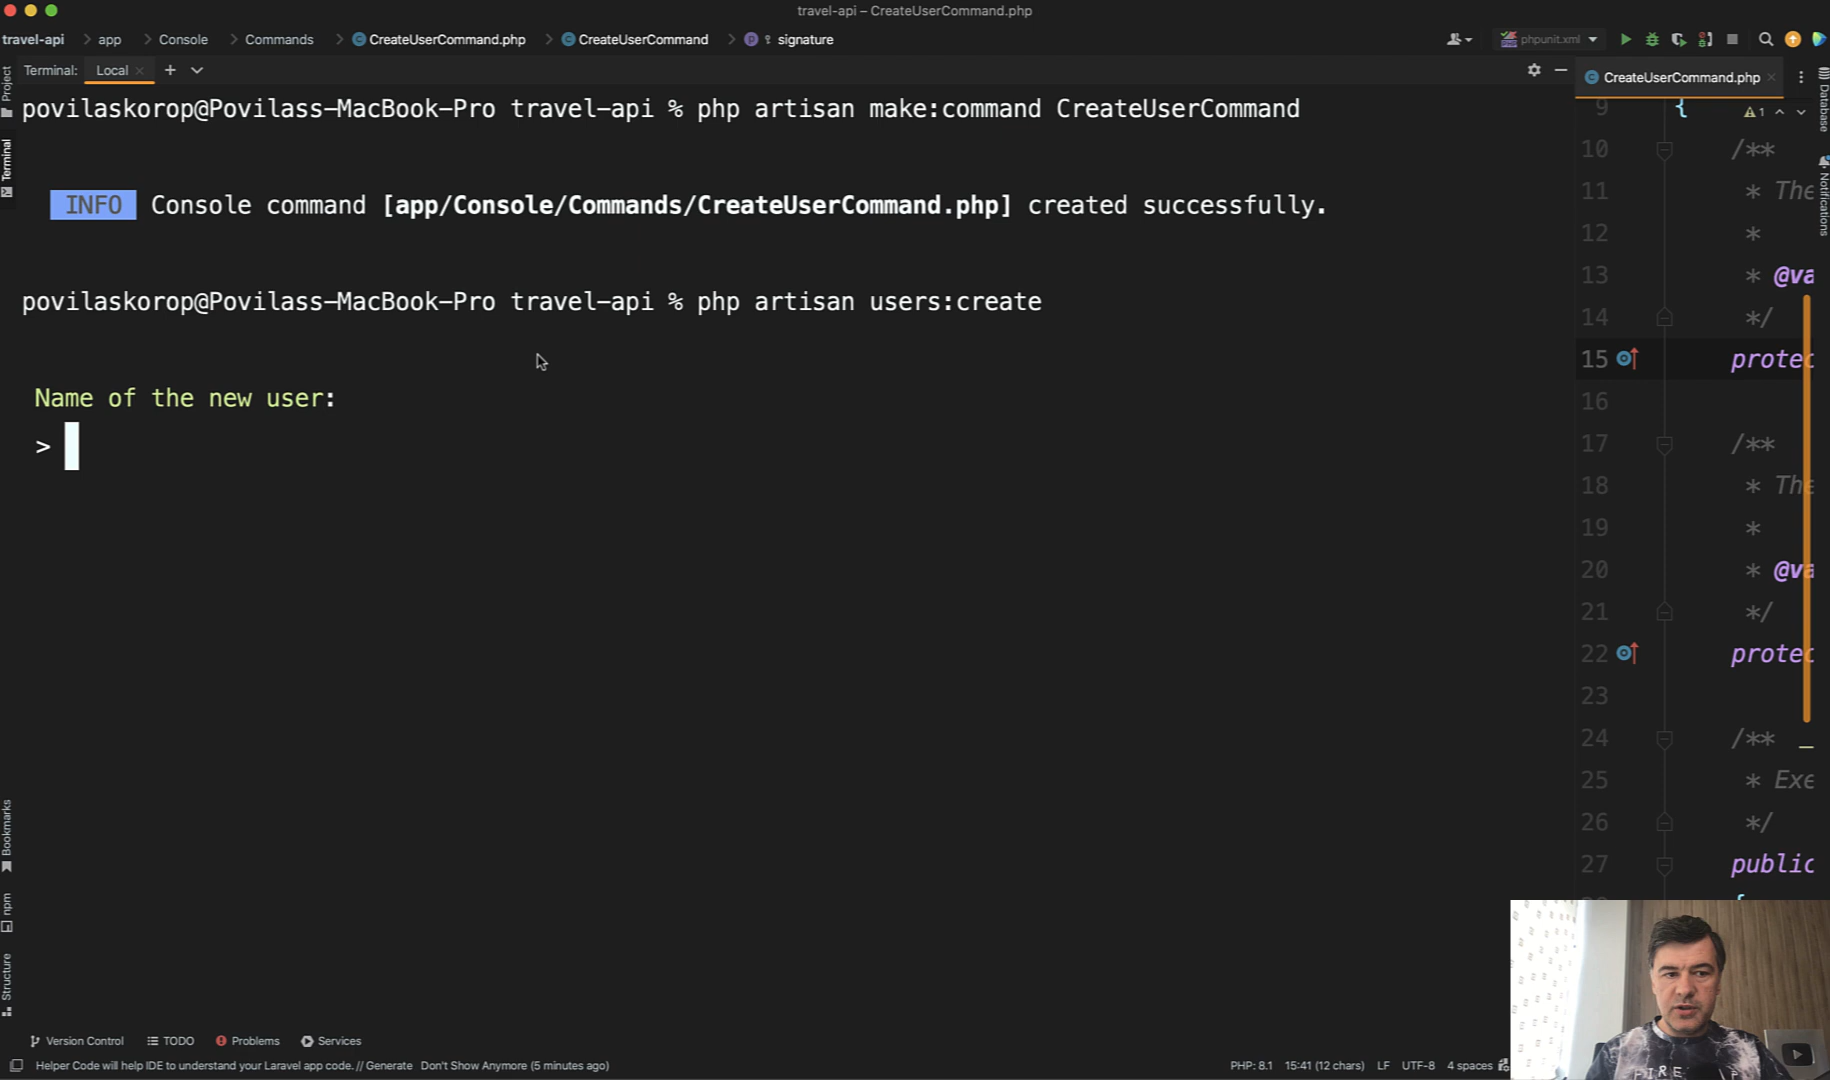 travel-api – CreateUserCommand.php
travel-api > app > Console > Commands > CreateUserCommand.php > CreateUserCommand > signature
phpunit.xml
Terminal: Local
CreateUserCommand.php
Project
Terminal
Database
Notifications
povilaskorop@Povilass-MacBook-Pro travel-api % php artisan make:command CreateUserCommand
INFO Console command [app/Console/Commands/CreateUserCommand.php] created successfully.
povilaskorop@Povilass-MacBook-Pro travel-api % php artisan users:create
Name of the new user:
>
9 {
1
10 /**
11 * The
12 *
13 * @va
14 */
15 protec
16
17 /**
18 * The
19 *
20 * @va
21 */
22 protec
23
24 /**
25 * Exe
26 */
27 public
Bookmarks
npm
Structure
Version Control TODO Problems Services
Helper Code will help IDE to understand your Laravel app code. // Generate Don't Show Anymore (5 minutes ago)
PHP: 8.1 15:41 (12 chars) LF UTF-8 4 spaces